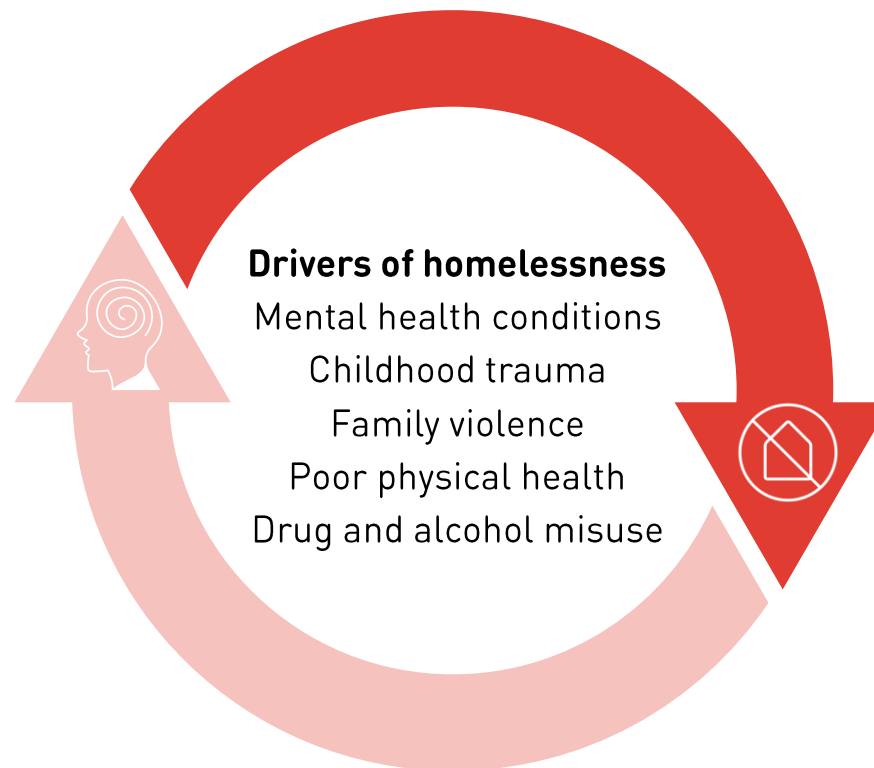 Drivers of homelessness
Mental health conditions
Childhood trauma
Family violence
Poor physical health
Drug and alcohol misuse